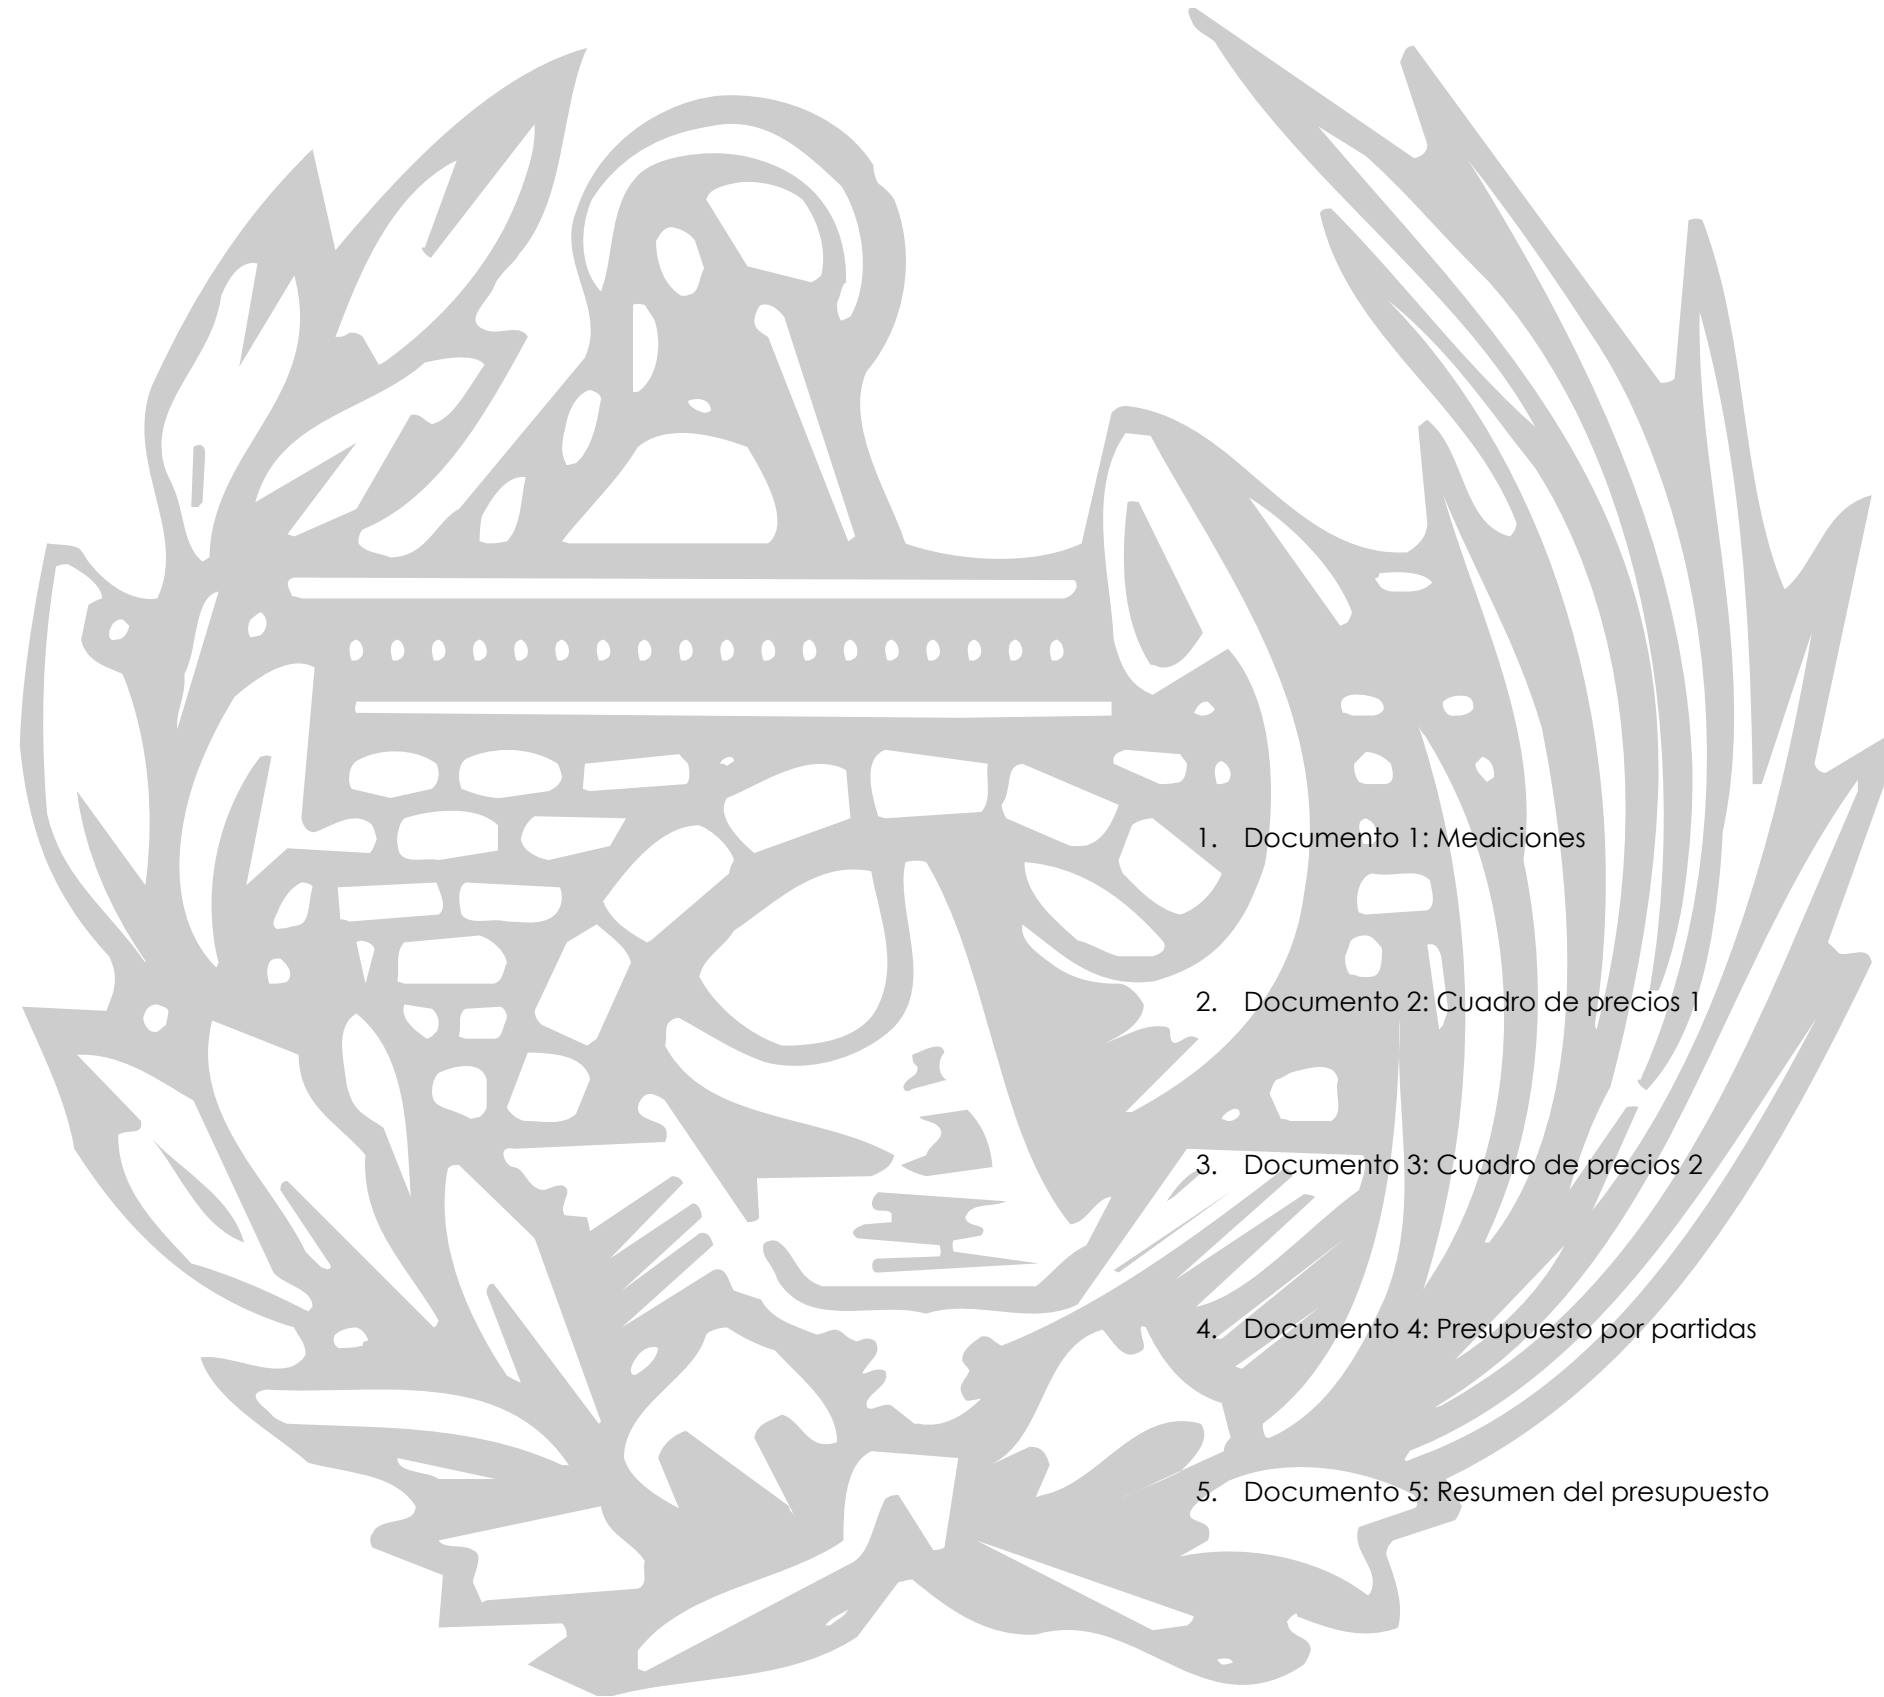 1. Documento 1: Mediciones
2. Documento 2: Cuadro de precios 1
3. Documento 3: Cuadro de precios 2
4. Documento 4: Presupuesto por partidas
5. Documento 5: Resumen del presupuesto